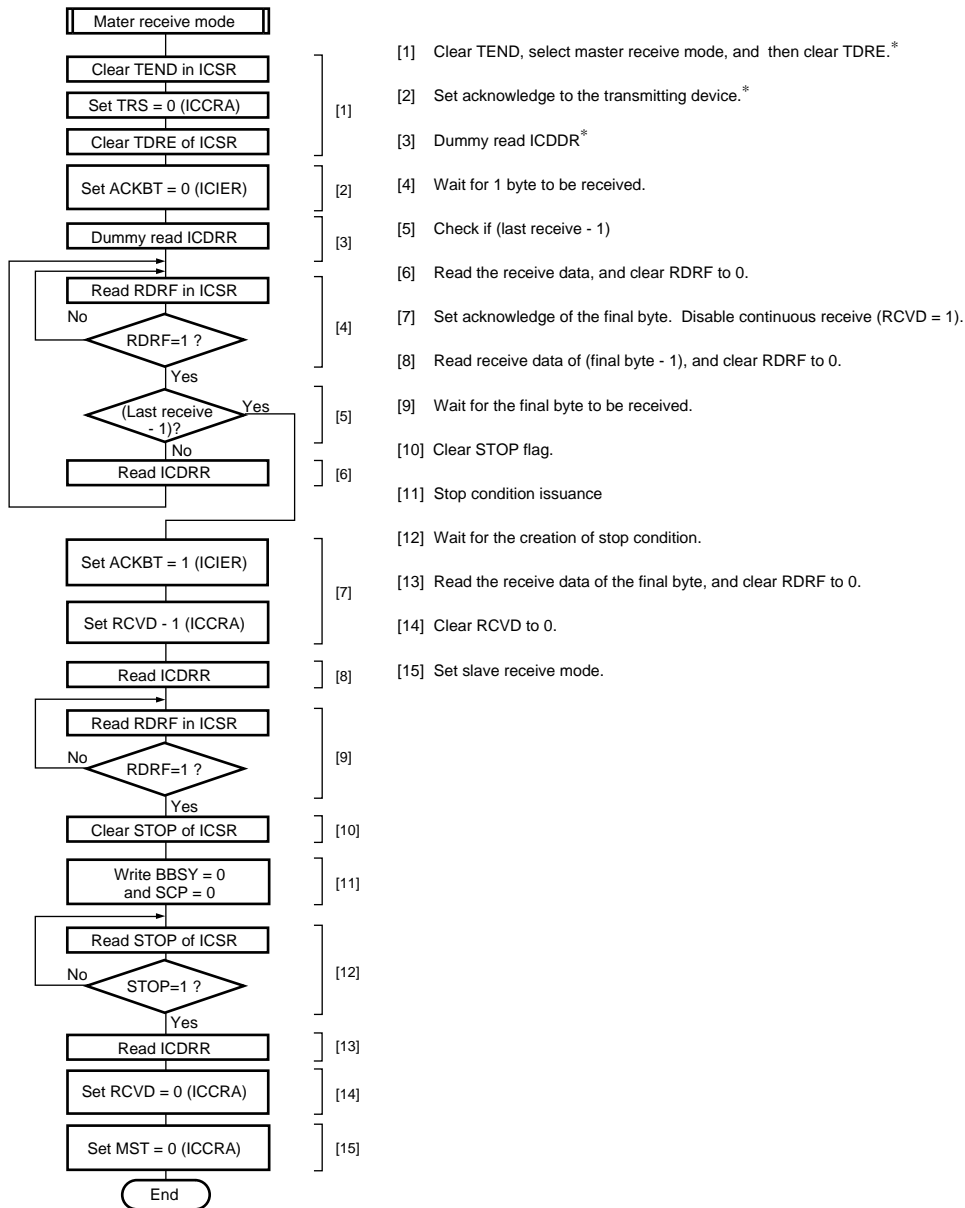 Mater receive mode
Clear TEND in ICSR
Set TRS = 0 (ICCRA)
Clear TDRE of ICSR
[1]
Set ACKBT = 0 (ICIER)
[2]
Dummy read ICDRR
[3]
Read RDRF in ICSR
No
RDRF=1 ?
[4]
Yes
(Last receive
- 1)?
Yes
[5]
No
Read ICDRR
[6]
Set ACKBT = 1 (ICIER)
[7]
Set RCVD - 1 (ICCRA)
Read ICDRR
[8]
Read RDRF in ICSR
No
RDRF=1 ?
[9]
Yes
Clear STOP of ICSR
[10]
Write BBSY = 0
and SCP = 0
[11]
Read STOP of ICSR
No
STOP=1 ?
[12]
Yes
Read ICDRR
[13]
Set RCVD = 0 (ICCRA)
[14]
Set MST = 0 (ICCRA)
[15]
End
[1] Clear TEND, select master receive mode, and then clear TDRE.*
[2] Set acknowledge to the transmitting device.*
[3] Dummy read ICDDR*
[4] Wait for 1 byte to be received.
[5] Check if (last receive - 1)
[6] Read the receive data, and clear RDRF to 0.
[7] Set acknowledge of the final byte. Disable continuous receive (RCVD = 1).
[8] Read receive data of (final byte - 1), and clear RDRF to 0.
[9] Wait for the final byte to be received.
[10] Clear STOP flag.
[11] Stop condition issuance
[12] Wait for the creation of stop condition.
[13] Read the receive data of the final byte, and clear RDRF to 0.
[14] Clear RCVD to 0.
[15] Set slave receive mode.